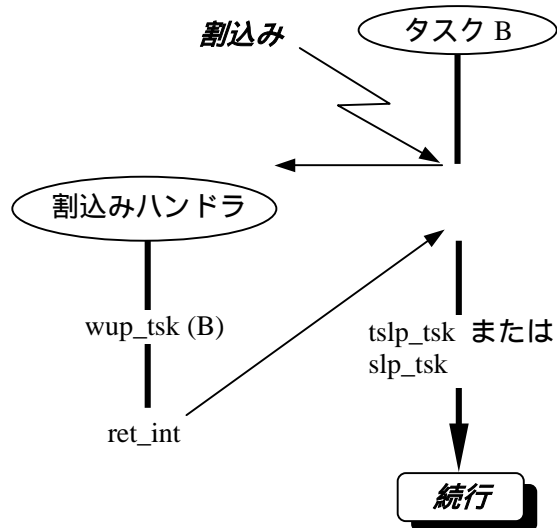 割込み
タスク B
割込みハンドラ
wup_tsk (B)
ret_int
tslp_tsk または
slp_tsk
続行